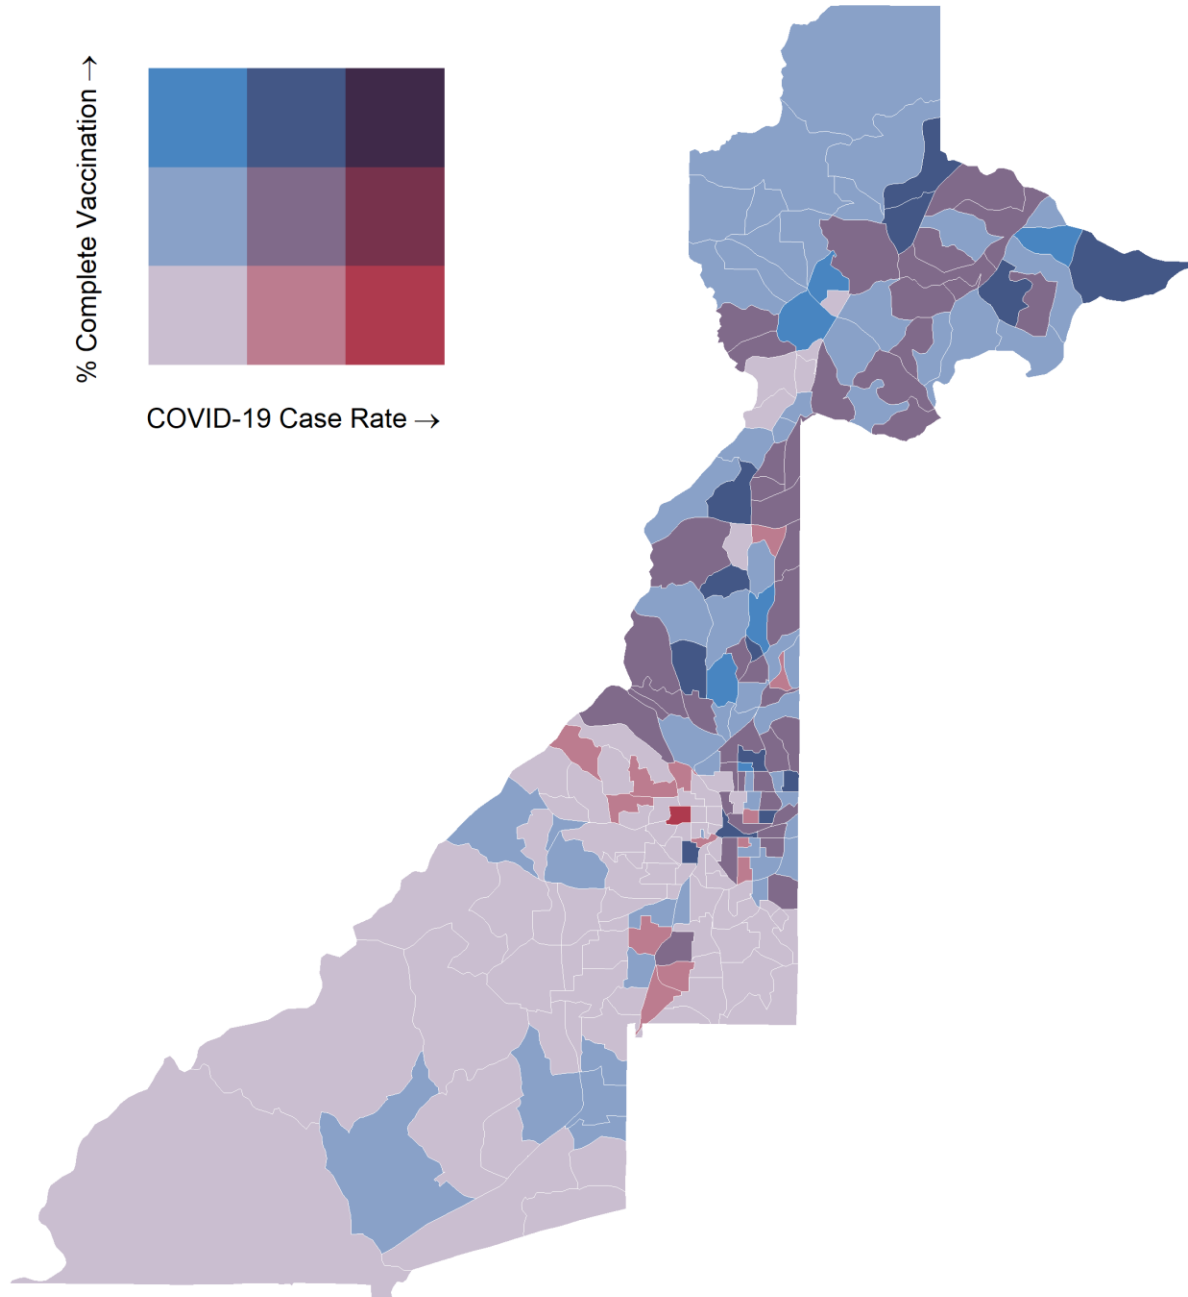 % Complete Vaccination →
COVID-19 Case Rate →